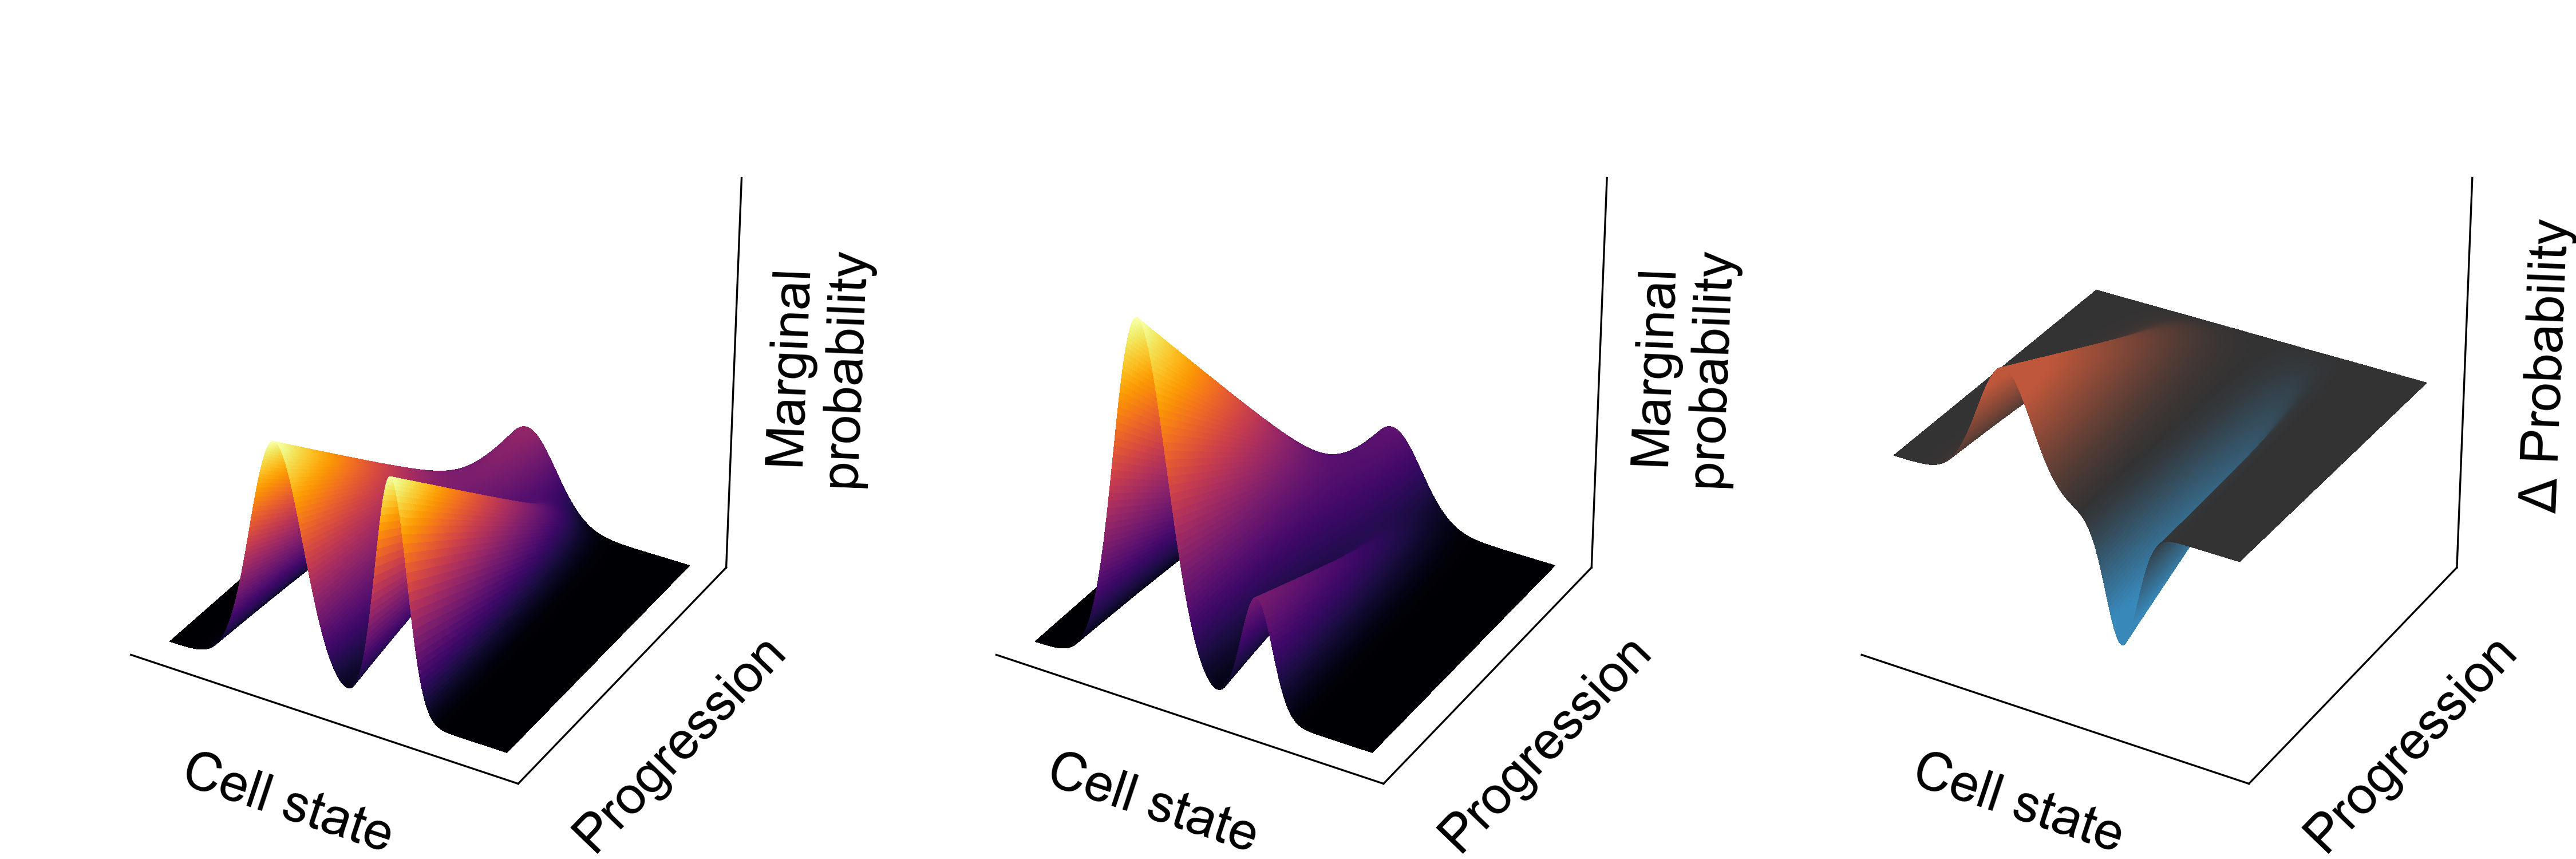 Marginal
probability
Cell state
Progression
Marginal
probability
Cell state
Progression
Δ Probability
Cell state
Progression